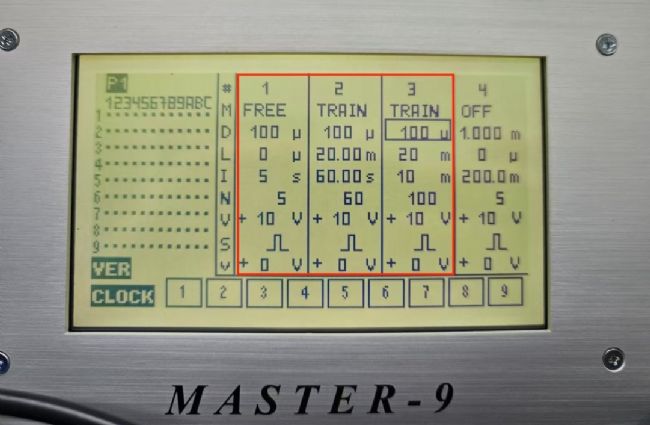 P1
123456789ABC
1
2
3
4
5
6
7
8
9
VER
CLOCK
# 1 2 3 4
M FREE TRAIN TRAIN OFF
D 100 µ 100 µ 100 µ 1.000 m
L 0 µ 20.00 m 20 m 0 µ
I 5 s 60.00 s 10 m 200.0 m
N 5 60 100 5
V + 10 V + 10 V + 10 V + 10 V
S
V + 0 V + 0 V + 0 V + 0 V
1 2 3 4 5 6 7 8 9
MASTER-9